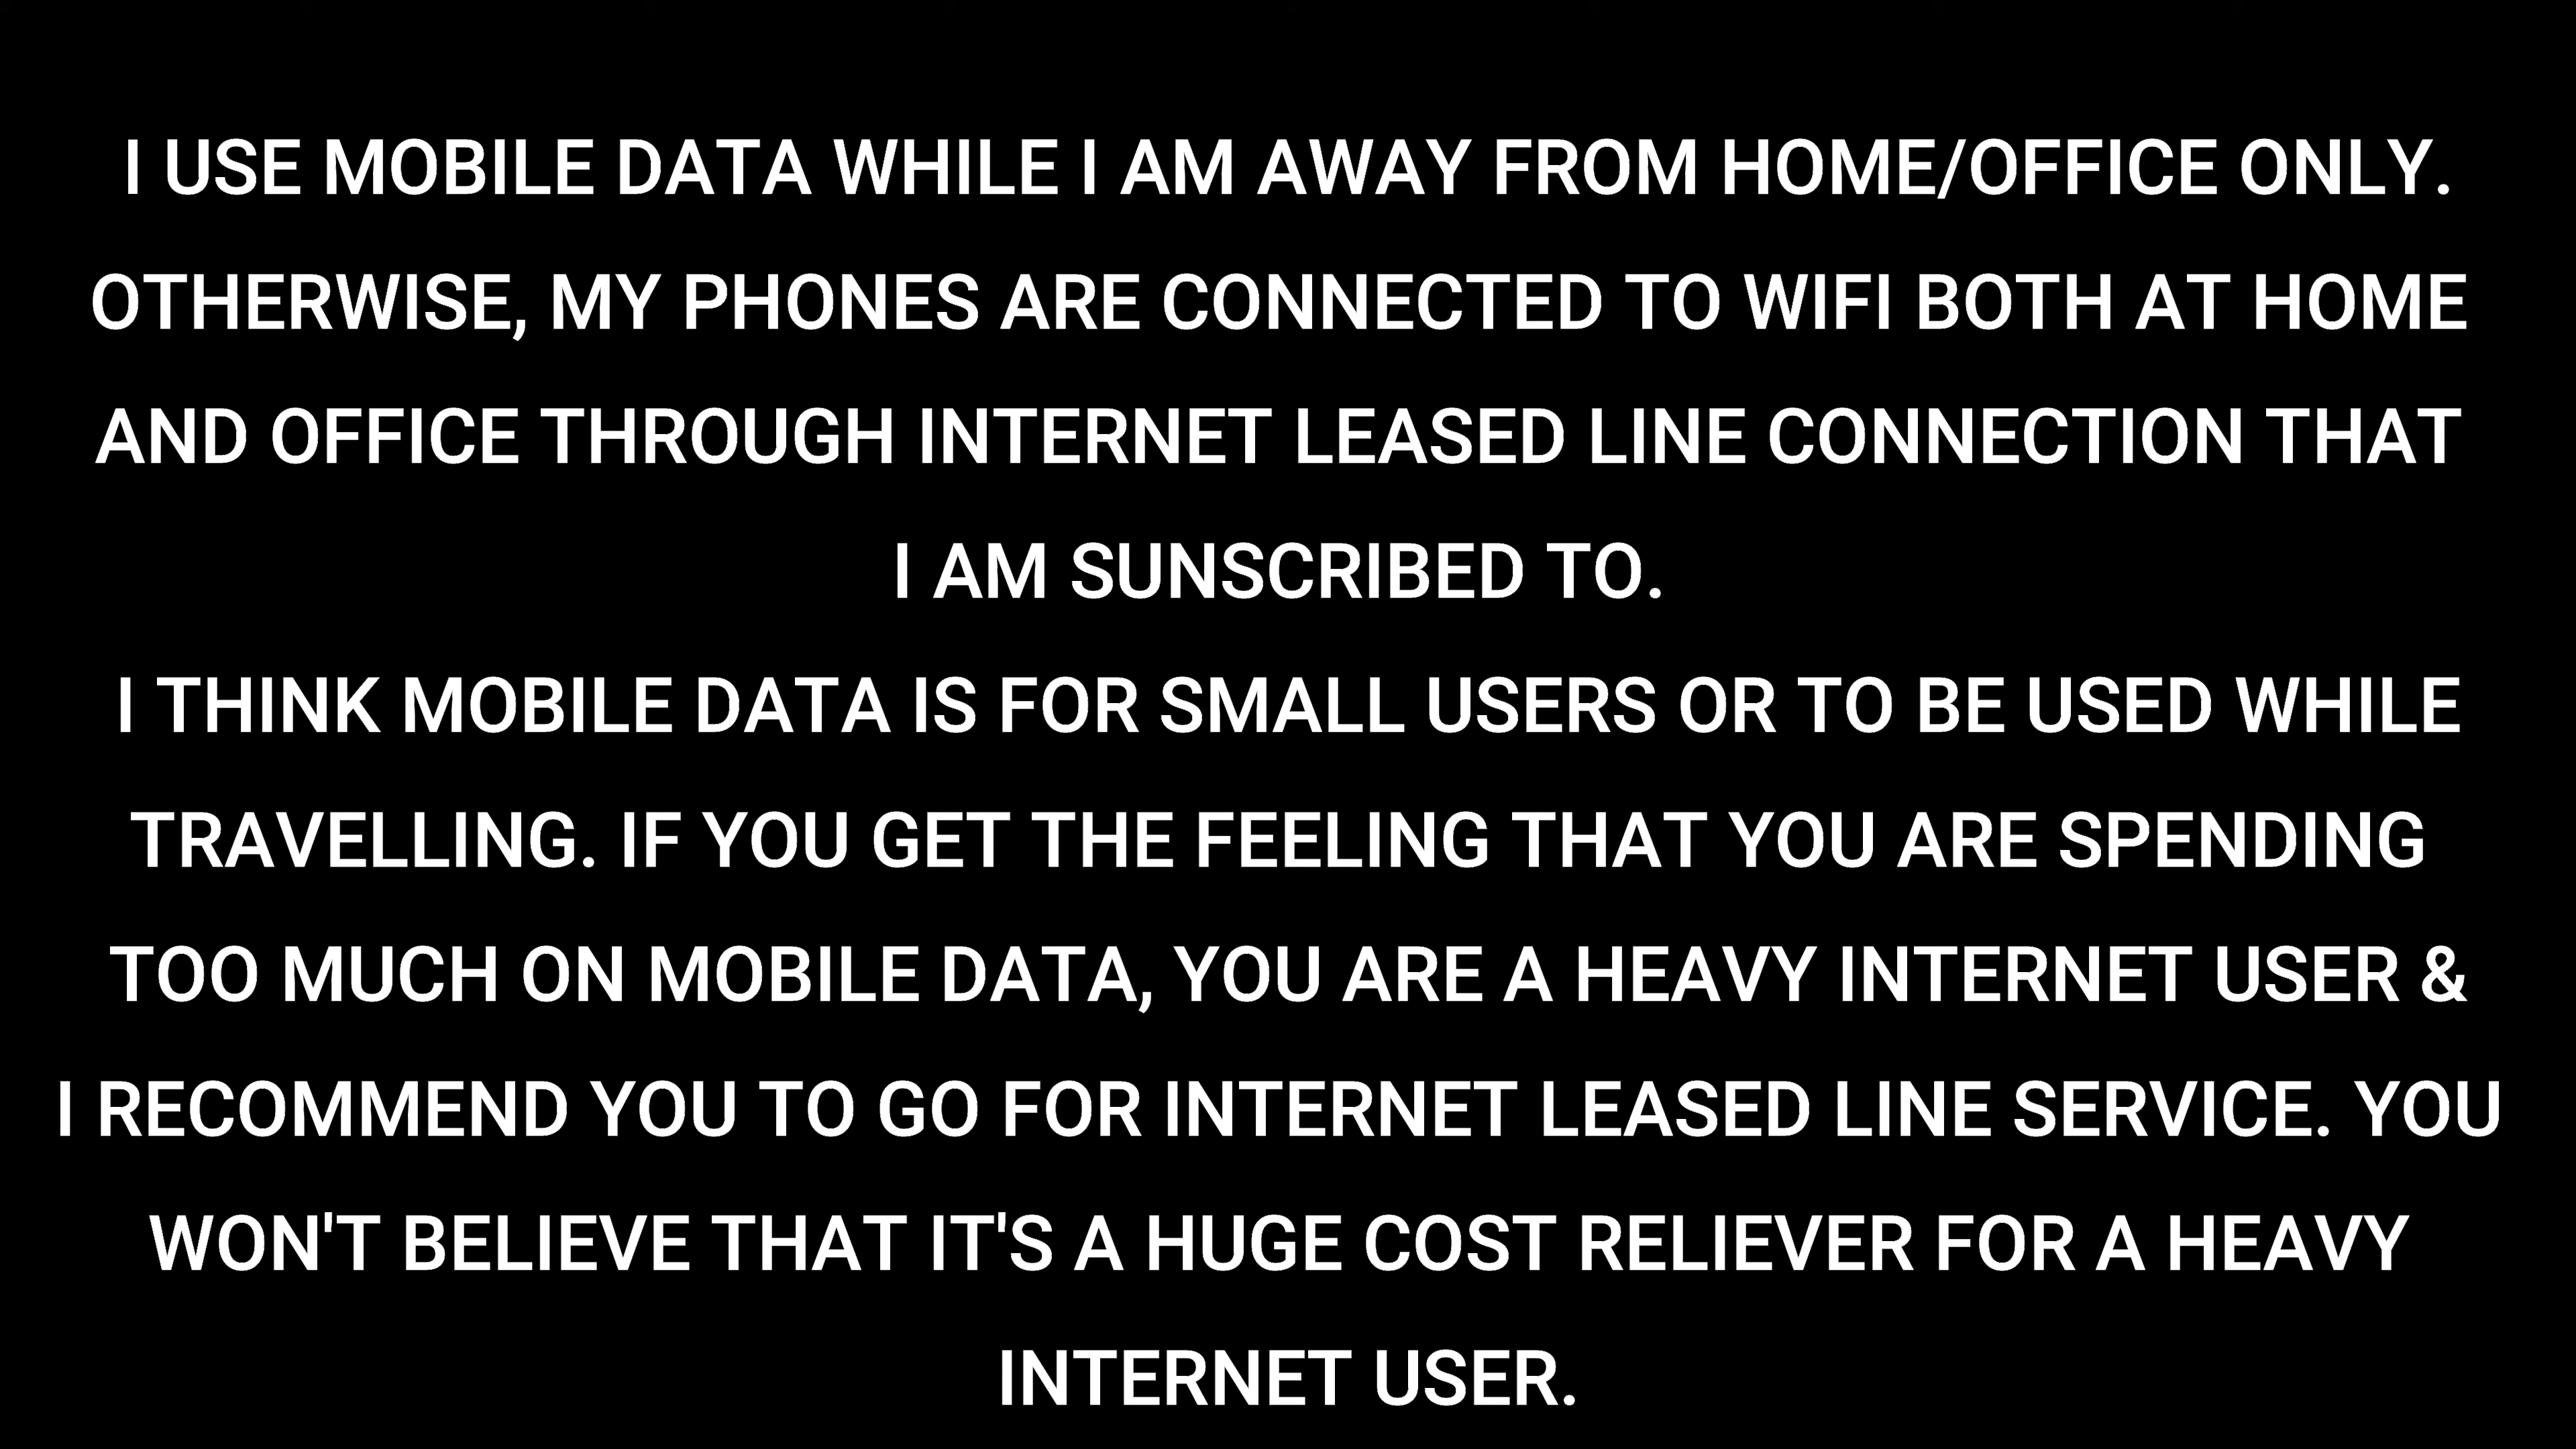 I USE MOBILE DATA WHILE I AM AWAY FROM HOME/OFFICE ONLY.
OTHERWISE, MY PHONES ARE CONNECTED TO WIFI BOTH AT HOME
AND OFFICE THROUGH INTERNET LEASED LINE CONNECTION THAT
I AM SUNSCRIBED TO.
I THINK MOBILE DATA IS FOR SMALL USERS OR TO BE USED WHILE
TRAVELLING. IF YOU GET THE FEELING THAT YOU ARE SPENDING
TOO MUCH ON MOBILE DATA, YOU ARE A HEAVY INTERNET USER &
I RECOMMEND YOU TO GO FOR INTERNET LEASED LINE SERVICE. YOU
WON'T BELIEVE THAT IT'S A HUGE COST RELIEVER FOR A HEAVY
INTERNET USER.